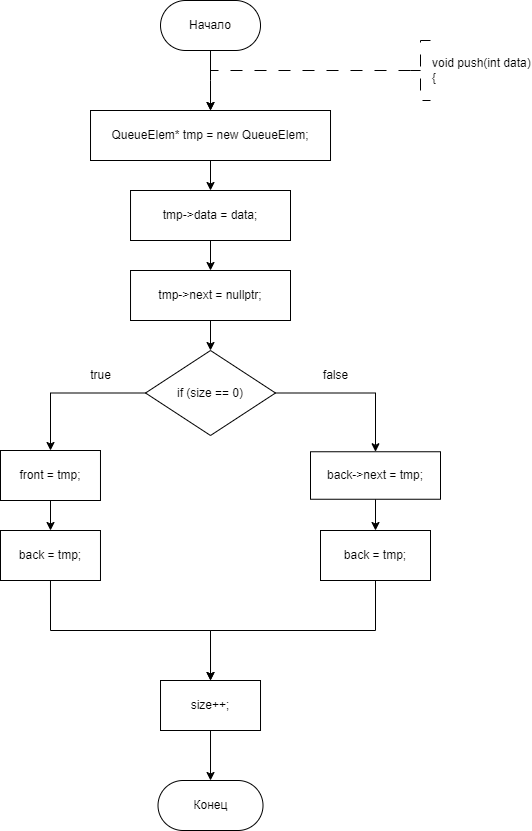 Начало
void push(int data)
{
QueueElem* tmp = new QueueElem;
tmp->data = data;
tmp->next = nullptr;
true
false
if (size == 0)
front = tmp;
back->next = tmp;
back = tmp;
back = tmp;
size++;
Конец